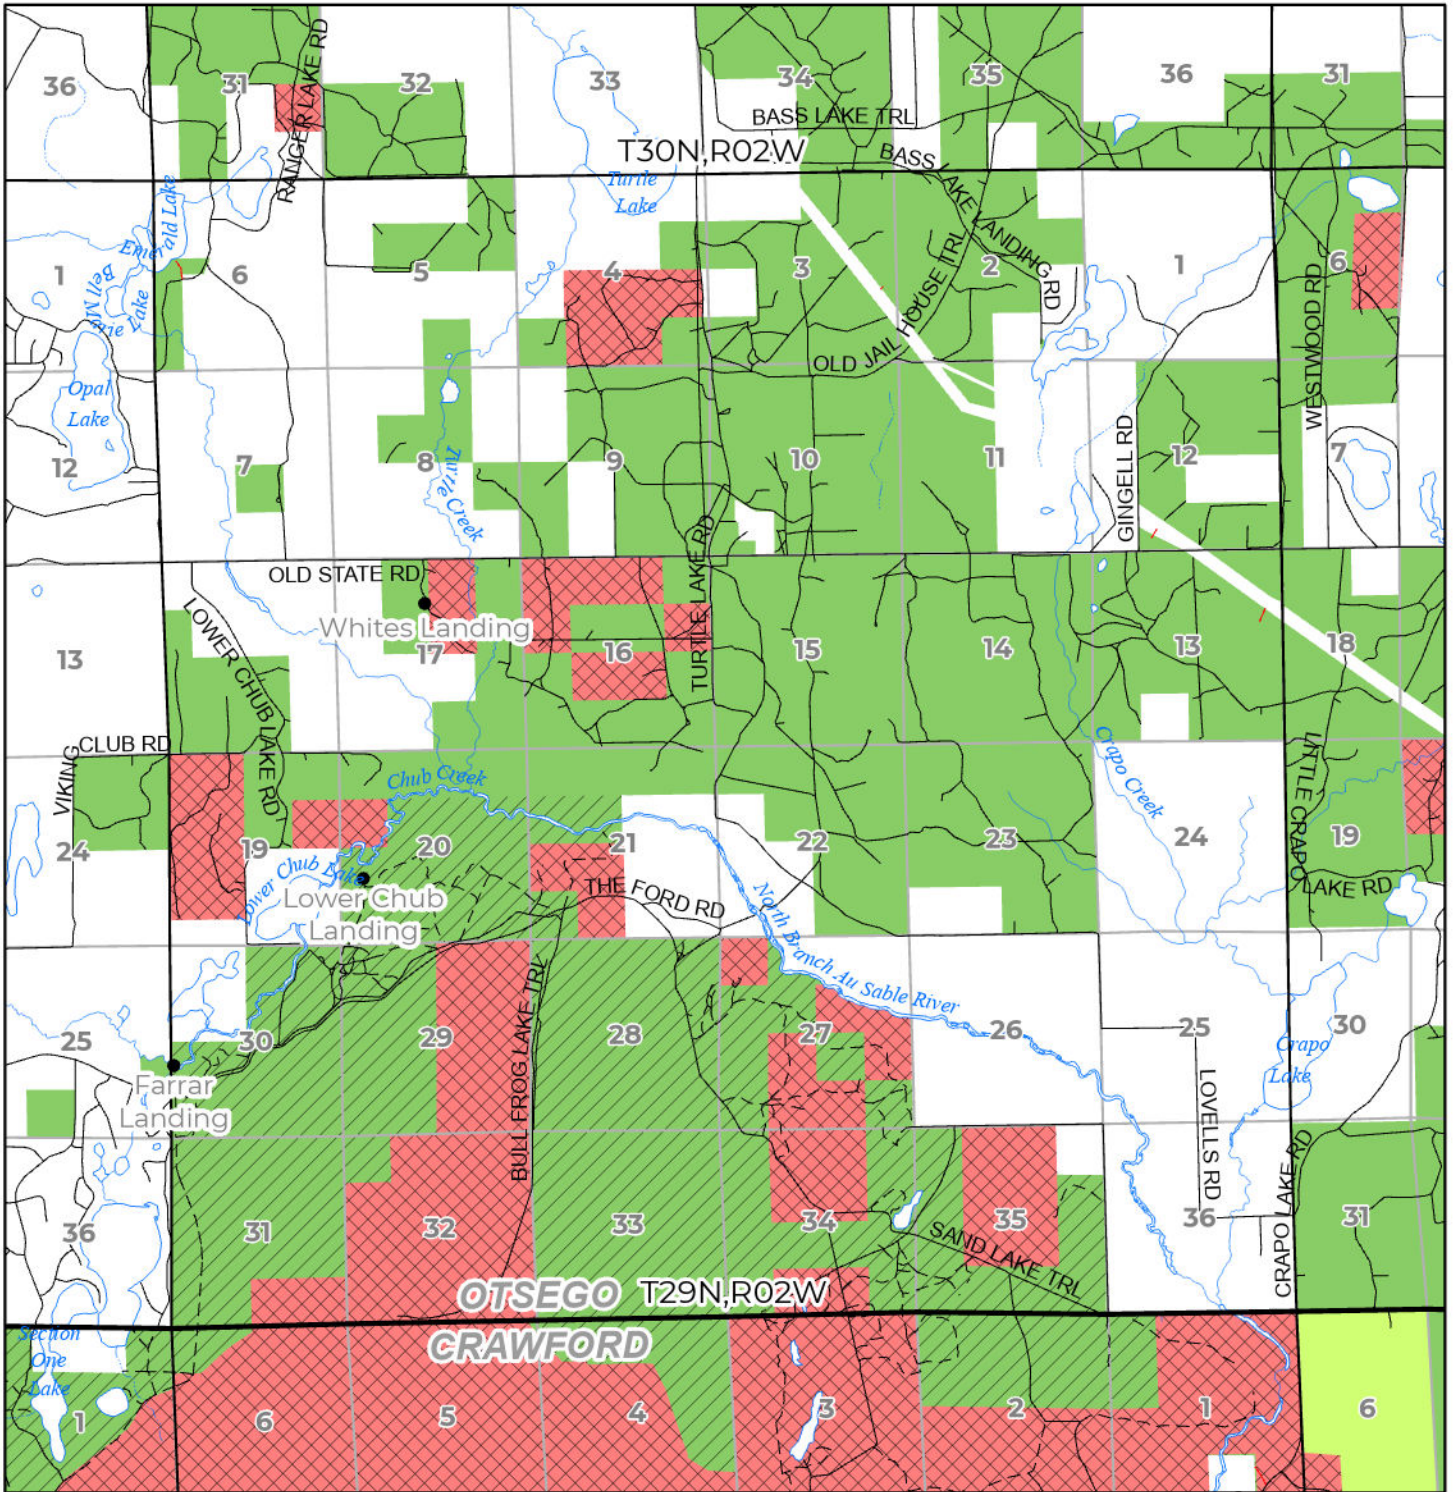 36
31
RANGER LAKE RD
32
33
34
35
36
31
BASS LAKE TRL
T30N,R02W
BASS LAKE LANDING RD
Turtle
Lake
Emerald Lake
Bell Marie Lake
1
6
5
4
3
2
1
6
HOUSE TRL
OLD JAIL
WESTWOOD RD
Opal
Lake
12
7
8
Turtle Creek
9
10
11
GINGELL RD
12
7
OLD STATE RD
Whites Landing
LOWER CHUB LAKE RD
TURTLE LAKE RD
13
17
16
15
14
13
18
VIKING
CLUB RD
Chub Creek
Crapo Creek
LITTLE CRAPO
LAKE RD
24
19
20
21
22
23
24
19
Lower Chub Lake
Lower Chub
Landing
THE FORD RD
North Branch Au Sable River
25
30
29
BULL FROG LAKE TRL
28
27
26
25
30
Crapo
Lake
Farrar
Landing
LOVELLS RD
CRAPO LAKE RD
36
31
32
33
34
35
36
31
SAND LAKE TRL
OTSEGO
T29N,R02W
CRAWFORD
Section
One
Lake
1
6
5
4
3
2
1
6